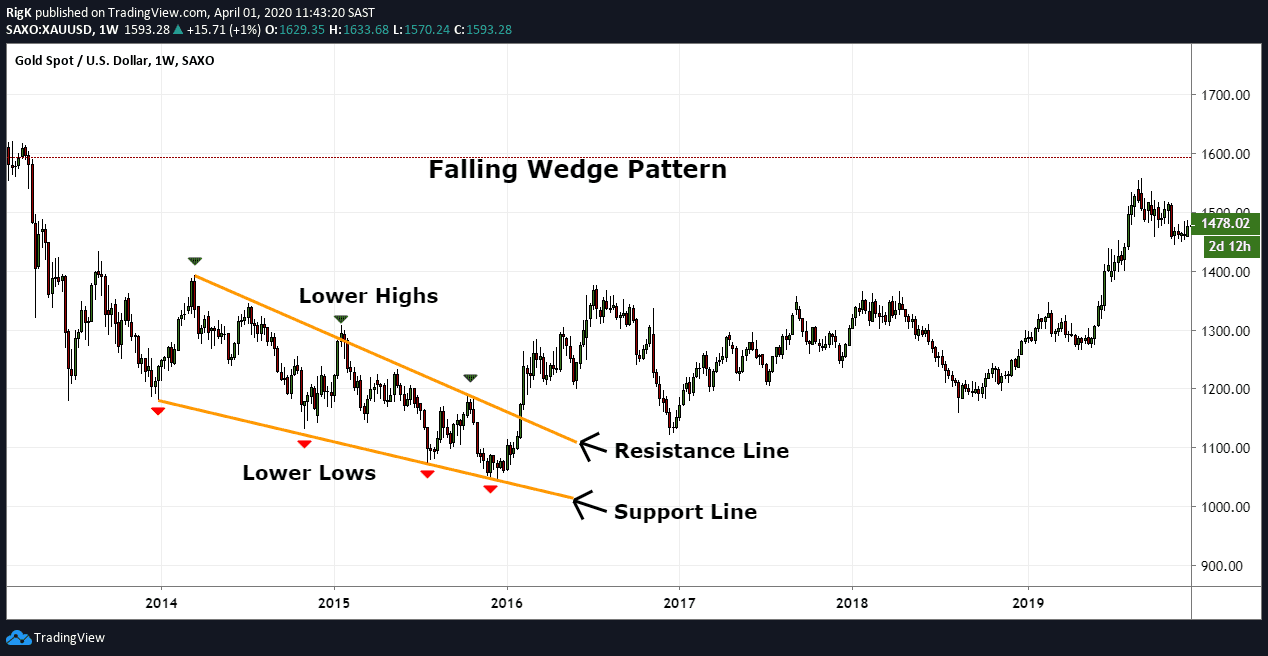 RigK published on TradingView.com, April 01, 2020 11:43:20 SAST
SAXO:XAUUSD, 1W 1593.28 ▲ +15.71 (+1%) O:1629.35 H:1633.68 L:1570.24 C:1593.28
Gold Spot / U.S. Dollar, 1W, SAXO
1700.00
1600.00
Falling Wedge Pattern
1500.00
1478.02
2d 12h
1400.00
Lower Highs
1300.00
1200.00
1100.00
Resistance Line
Lower Lows
1000.00
Support Line
900.00
2014 2015 2016 2017 2018 2019
TradingView